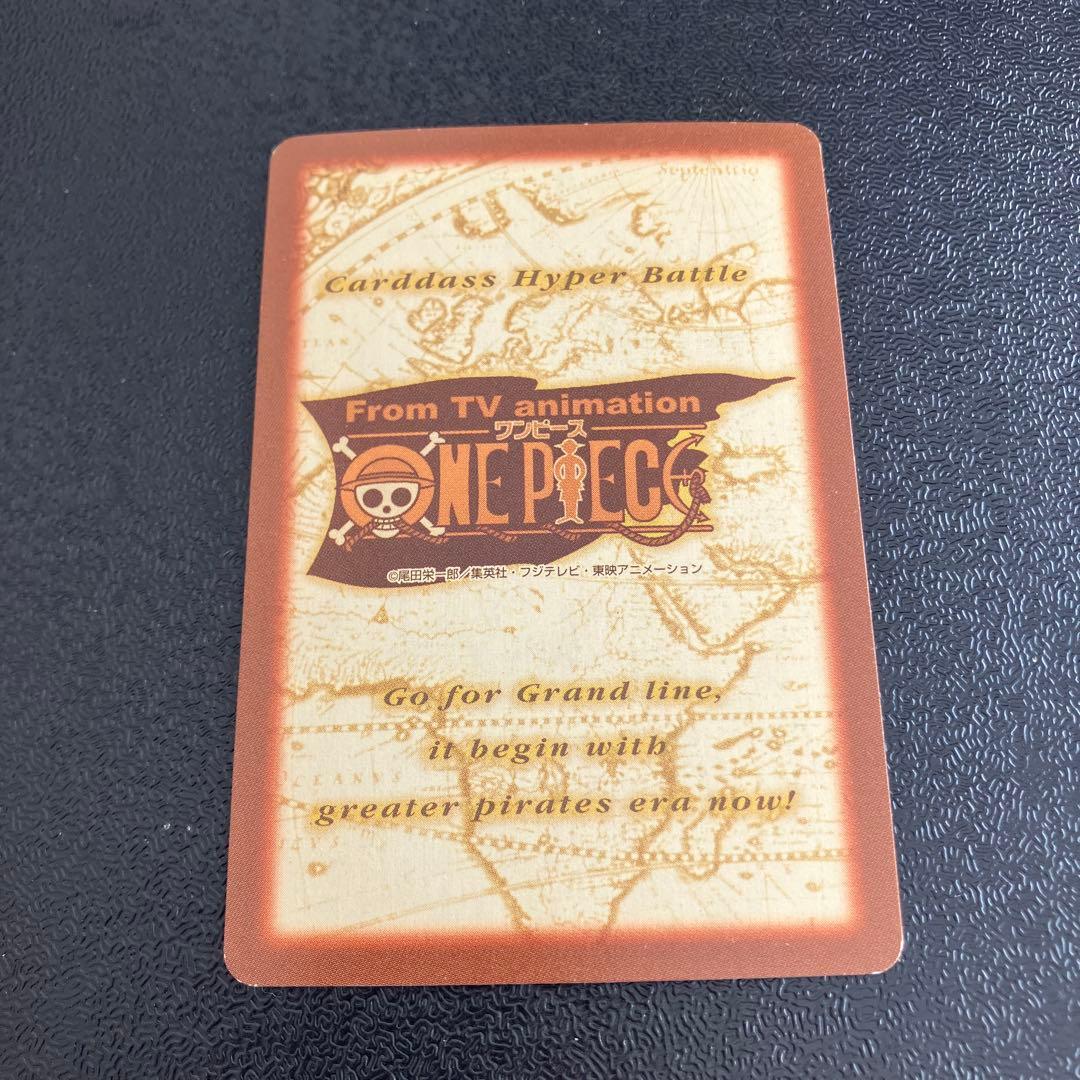 Septentrio
Carddass Hyper Battle
From TV animation
ワンピース
ONE PIECE
©尾田栄一郎/集英社・フジテレビ・東映アニメーション
Go for Grand line,
it begin with
OCEANVS
greater pirates era now!